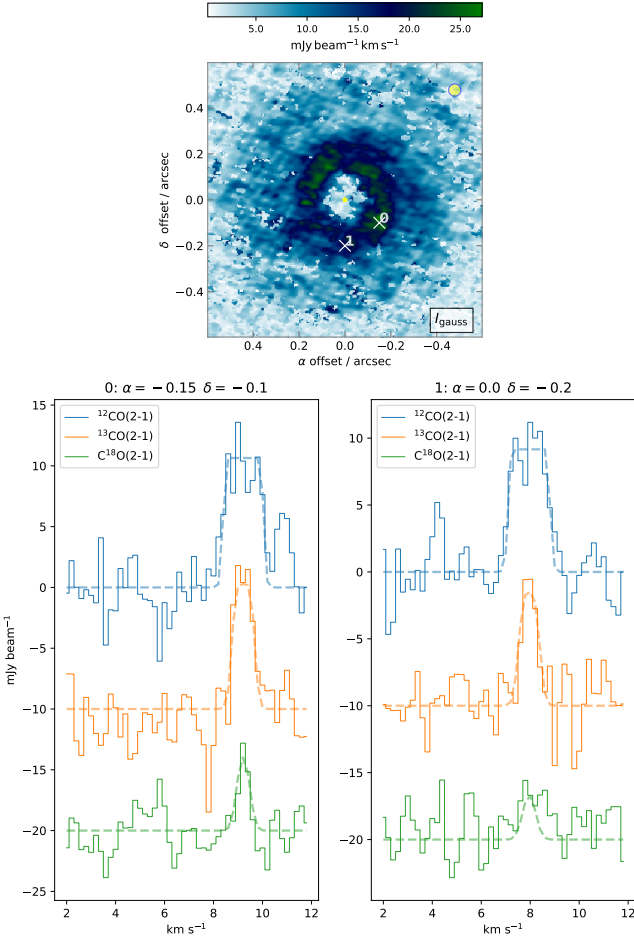 5.0 10.0 15.0 20.0 25.0
mJy beam⁻¹ km s⁻¹
0.4
0.2
0.0
−0.2
−0.4
δ offset / arcsec
0
1
I_gauss
0.4 0.2 0.0 −0.2 −0.4
α offset / arcsec
0: α = −0.15 δ = −0.1
¹²CO(2-1)
¹³CO(2-1)
C¹⁸O(2-1)
15
10
5
0
−5
−10
−15
−20
−25
mJy beam⁻¹
2 4 6 8 10 12
km s⁻¹
1: α = 0.0 δ = −0.2
¹²CO(2-1)
¹³CO(2-1)
C¹⁸O(2-1)
10
5
0
−5
−10
−15
−20
2 4 6 8 10 12
km s⁻¹